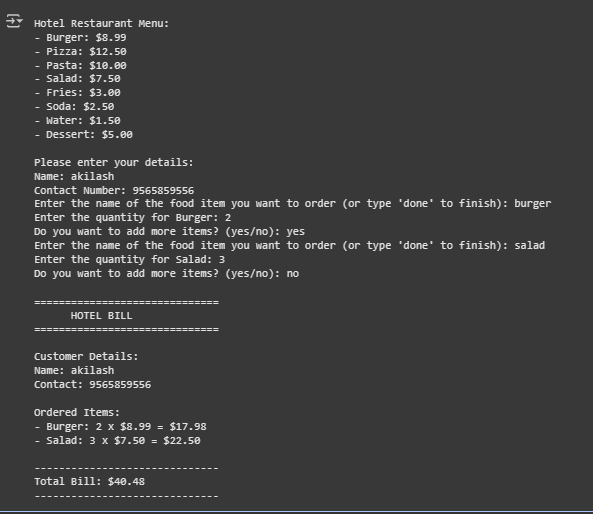 Hotel Restaurant Menu:
- Burger: $8.99
- Pizza: $12.50
- Pasta: $10.00
- Salad: $7.50
- Fries: $3.00
- Soda: $2.50
- Water: $1.50
- Dessert: $5.00
Please enter your details:
Name: akilash
Contact Number: 9565859556
Enter the name of the food item you want to order (or type 'done' to finish): burger
Enter the quantity for Burger: 2
Do you want to add more items? (yes/no): yes
Enter the name of the food item you want to order (or type 'done' to finish): salad
Enter the quantity for Salad: 3
Do you want to add more items? (yes/no): no
==============================
HOTEL BILL
==============================
Customer Details:
Name: akilash
Contact: 9565859556
Ordered Items:
- Burger: 2 x $8.99 = $17.98
- Salad: 3 x $7.50 = $22.50
------------------------------
Total Bill: $40.48
------------------------------